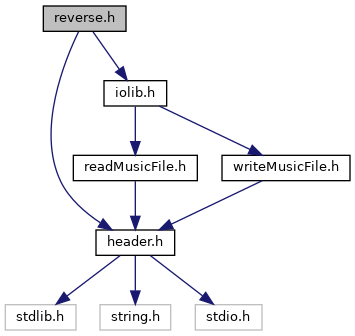 reverse.h
iolib.h
readMusicFile.h
writeMusicFile.h
header.h
stdlib.h
string.h
stdio.h